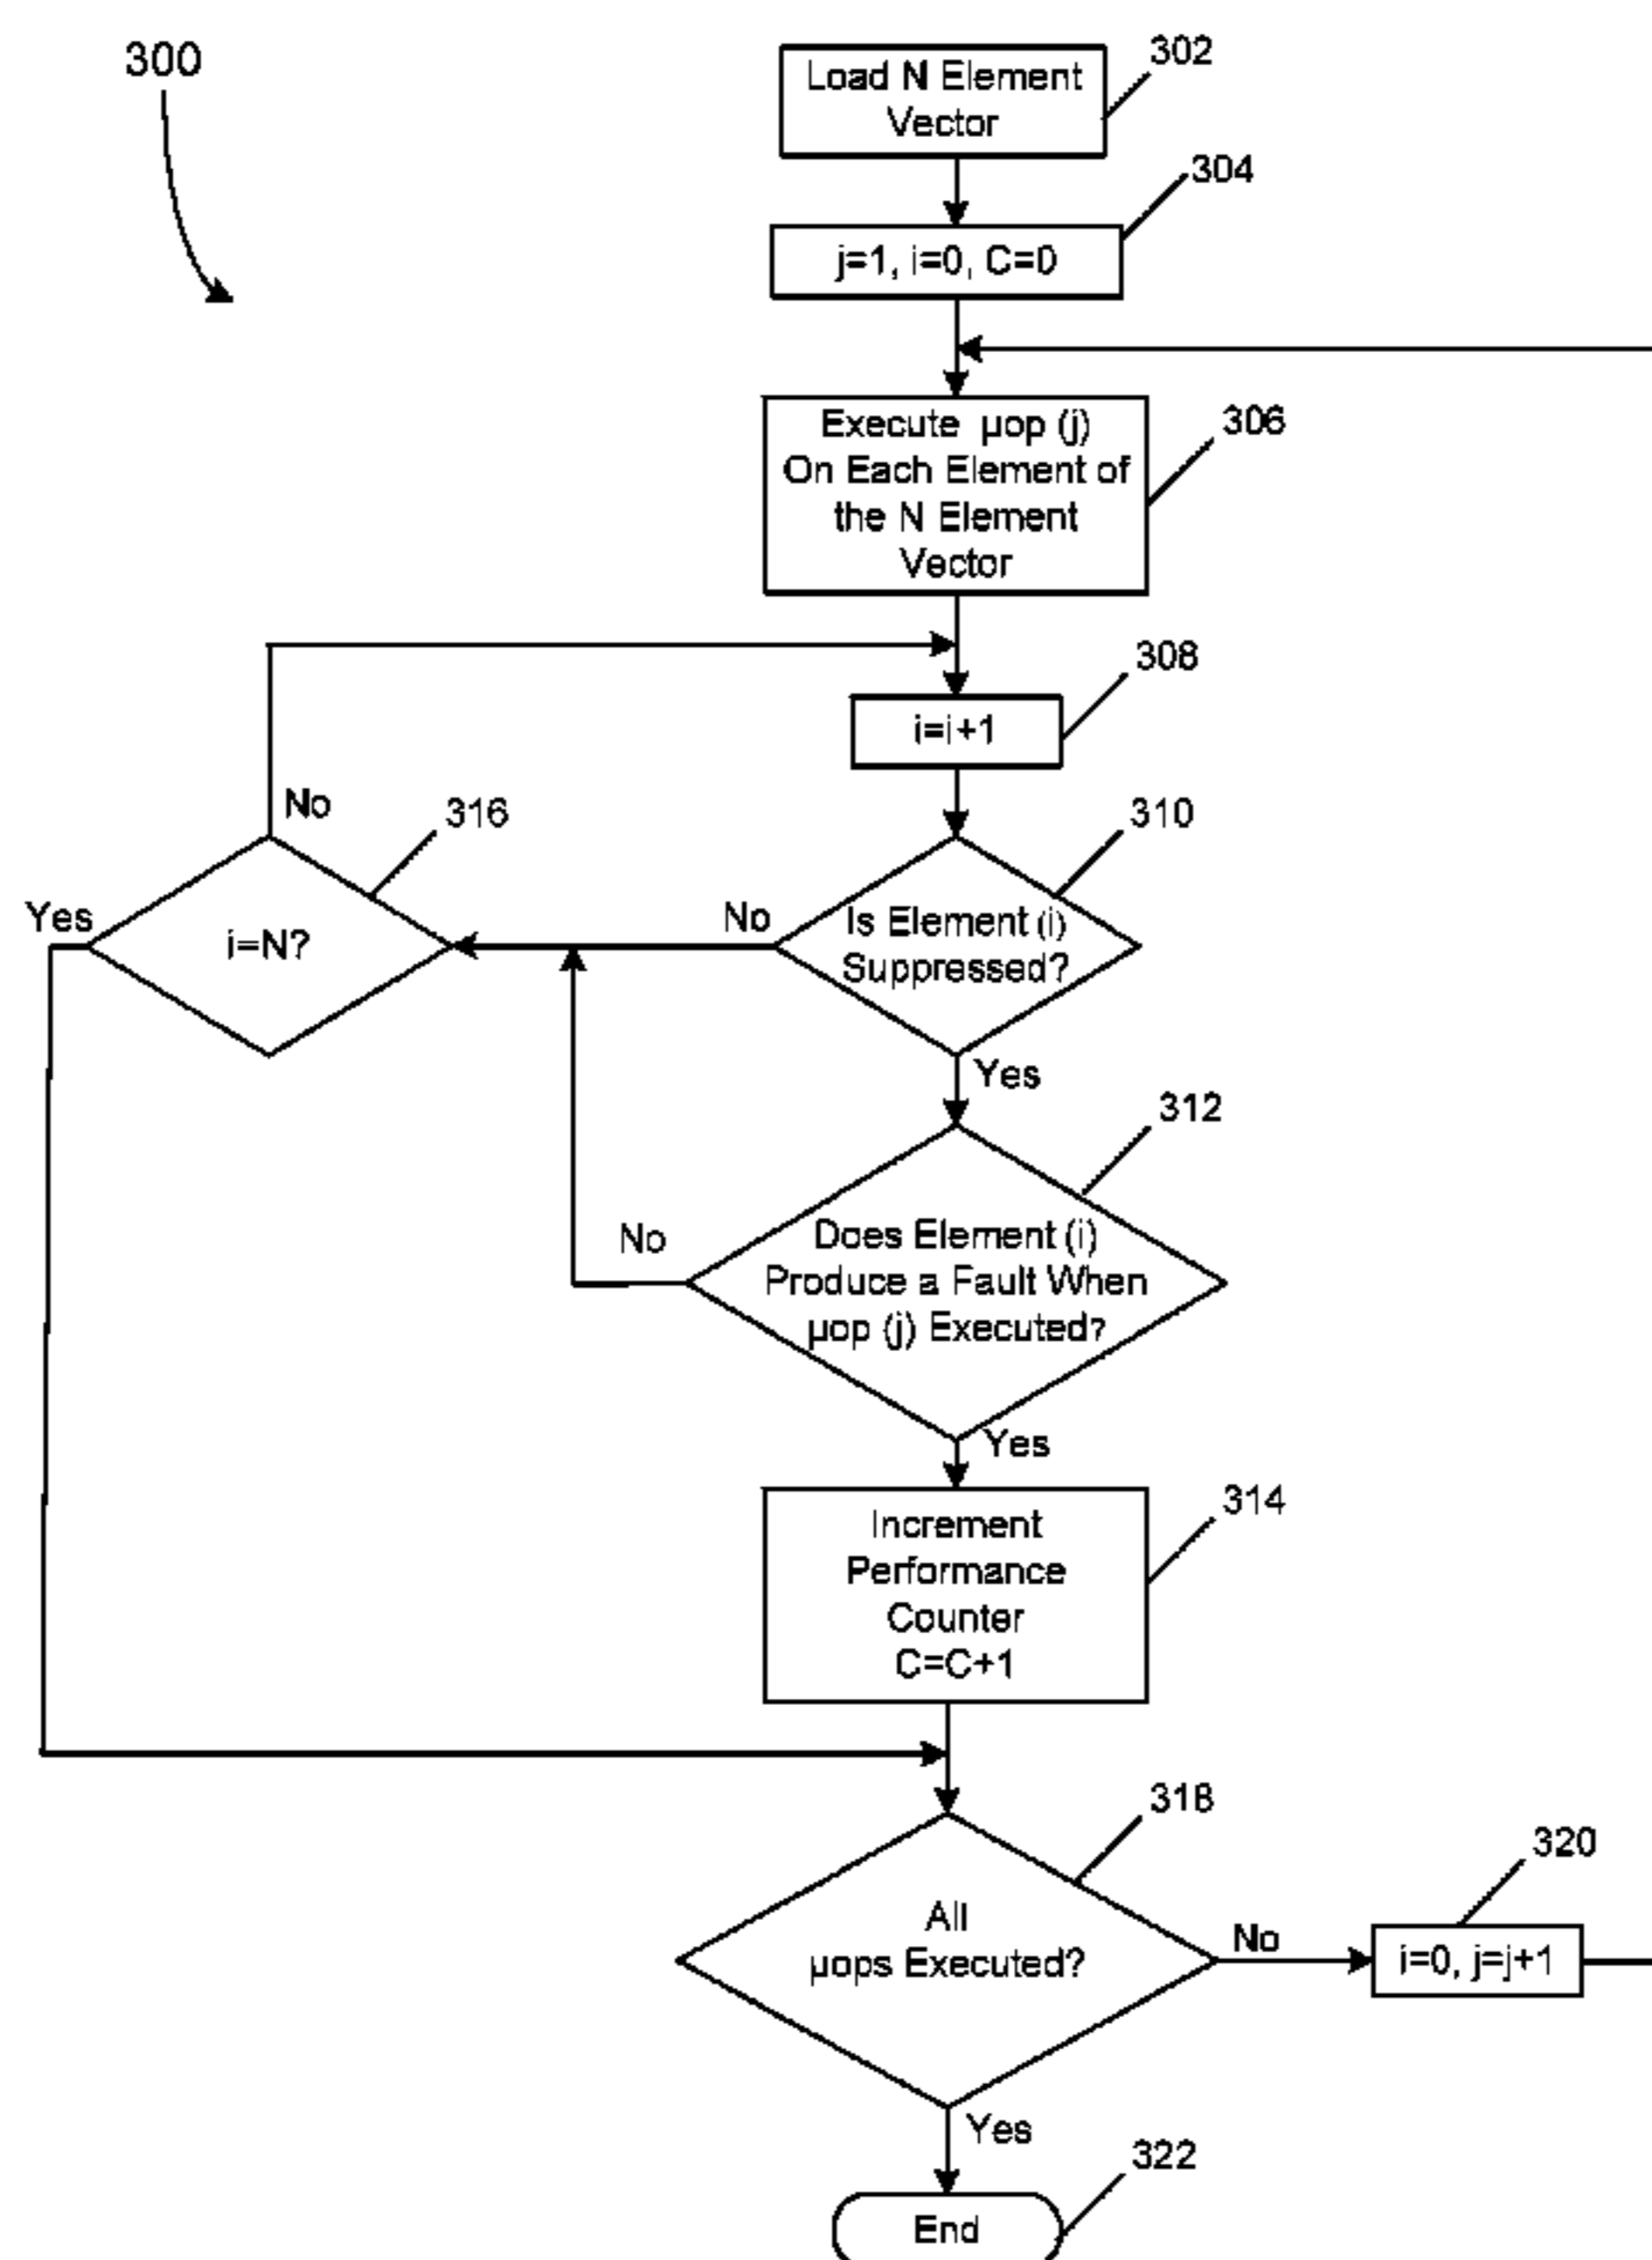 300
302
Load N Element
Vector
304
j=1, i=0, C=0
306
Execute µop (j)
On Each Element of
the N Element
Vector
308
i=i+1
No
316
310
Yes
i=N?
No
Is Element (i)
Suppressed?
Yes
312
No
Does Element (i)
Produce a Fault When
µop (j) Executed?
Yes
314
Increment
Performance
Counter
C=C+1
318
320
All
µops Executed?
No
i=0, j=j+1
Yes
322
End